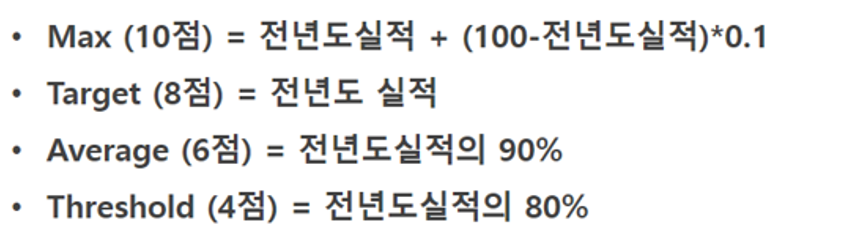 • Max (10점) = 전년도실적 + (100-전년도실적)*0.1
• Target (8점) = 전년도 실적
• Average (6점) = 전년도실적의 90%
• Threshold (4점) = 전년도실적의 80%